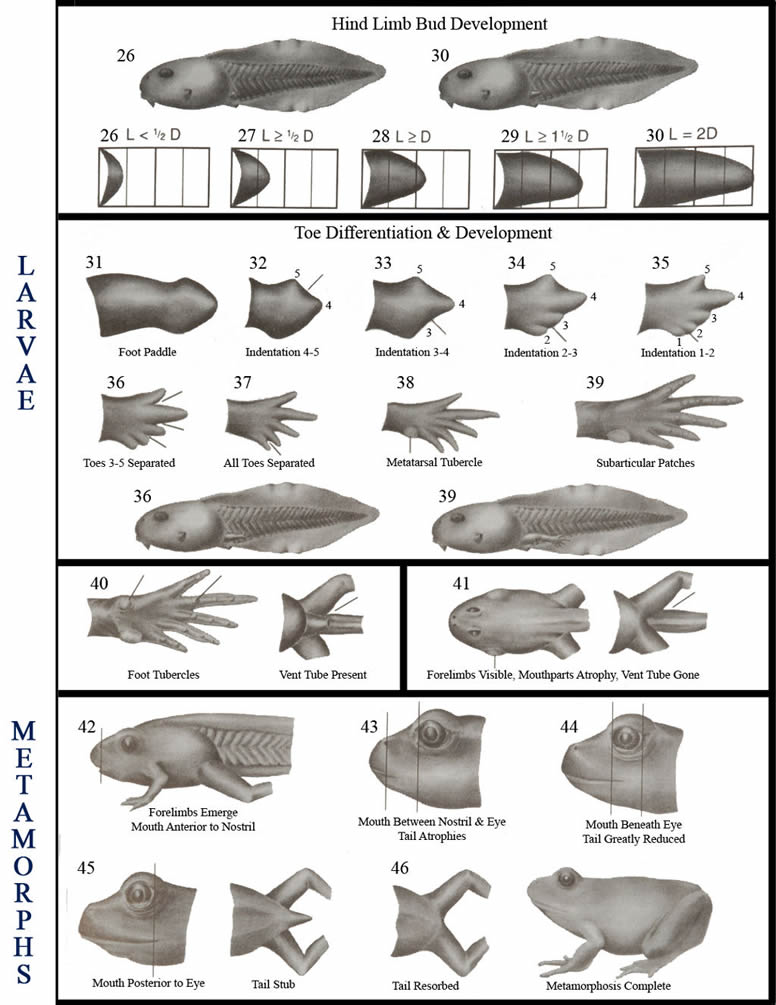 Hind Limb Bud Development
26
30
26 L < 1/2 D
27 L ≥ 1/2 D
28 L ≥ D
29 L ≥ 1 1/2 D
30 L = 2D
LARVAE
Toe Differentiation & Development
31
32
5
4
33
5
4
3
34
5
4
3
2
35
5
4
3
2
1
Foot Paddle
Indentation 4-5
Indentation 3-4
Indentation 2-3
Indentation 1-2
36
37
38
39
Toes 3-5 Separated
All Toes Separated
Metatarsal Tubercle
Subarticular Patches
36
39
40
41
Foot Tubercles
Vent Tube Present
Forelimbs Visible, Mouthparts Atrophy, Vent Tube Gone
METAMORPHS
42
43
44
Forelimbs Emerge
Mouth Anterior to Nostril
Mouth Between Nostril & Eye
Tail Atrophies
Mouth Beneath Eye
Tail Greatly Reduced
45
46
Mouth Posterior to Eye
Tail Stub
Tail Resorbed
Metamorphosis Complete